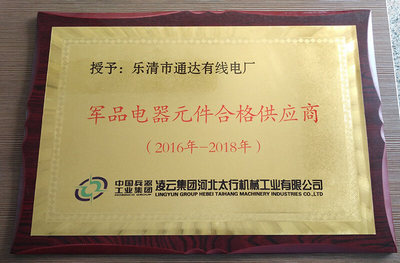 授予：乐清市通达有线电厂
军品电器元件合格供应商
（2016年-2018年）
中国兵器
工业集团
凌云集团河北太行机械工业有限公司
LINGYUN GROUP HEBEI TAIHANG MACHINERY INDUSTRIES CO.,LTD